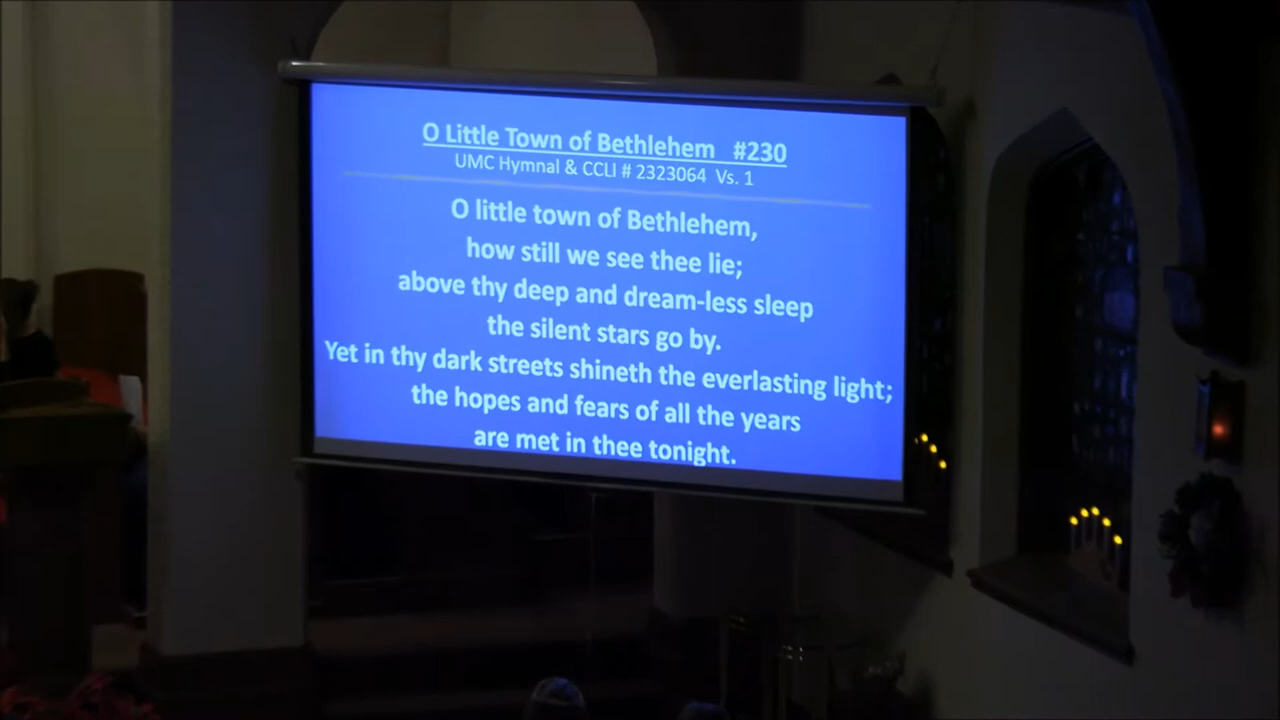 O Little Town of Bethlehem #230
UMC Hymnal & CCLI # 2323064 Vs. 1
O little town of Bethlehem,
how still we see thee lie;
above thy deep and dream-less sleep
the silent stars go by.
Yet in thy dark streets shineth the everlasting light;
the hopes and fears of all the years
are met in thee tonight.